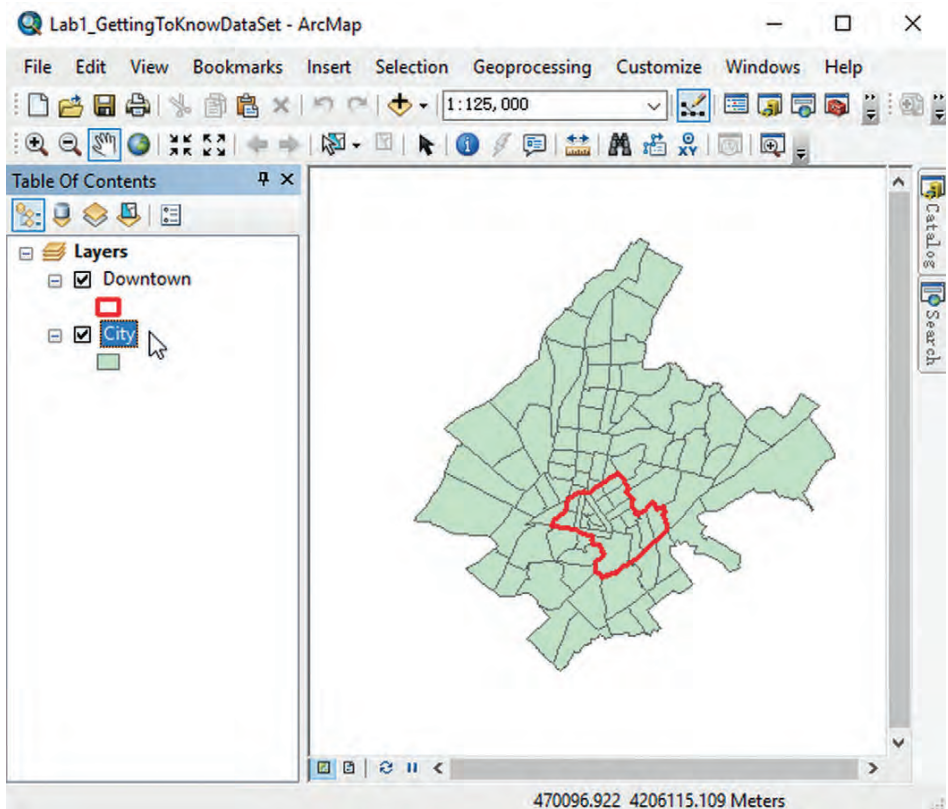 Lab1_GettingToKnowDataSet - ArcMap
File Edit View Bookmarks Insert Selection Geoprocessing Customize Windows Help
1:125,000
XY
Table Of Contents
Layers
Downtown
City
Catalog
Search
470096.922 4206115.109 Meters